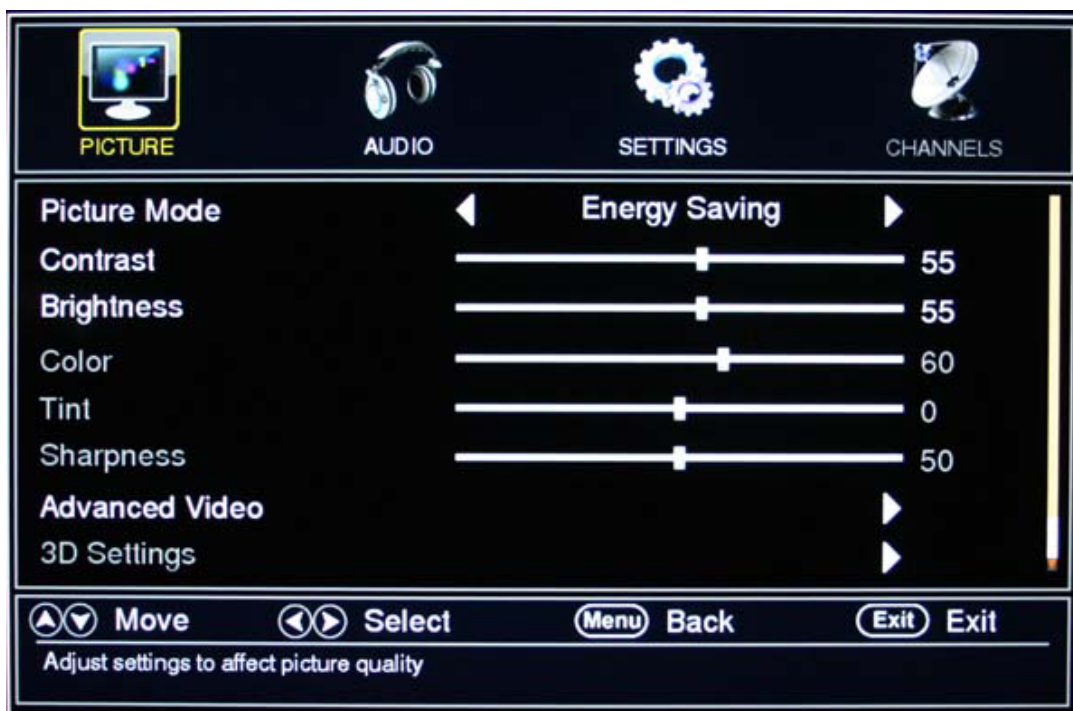 PICTURE AUDIO SETTINGS CHANNELS
Picture Mode Energy Saving
Contrast 55
Brightness 55
Color 60
Tint 0
Sharpness 50
Advanced Video
3D Settings
Move Select Menu Back Exit Exit
Adjust settings to affect picture quality